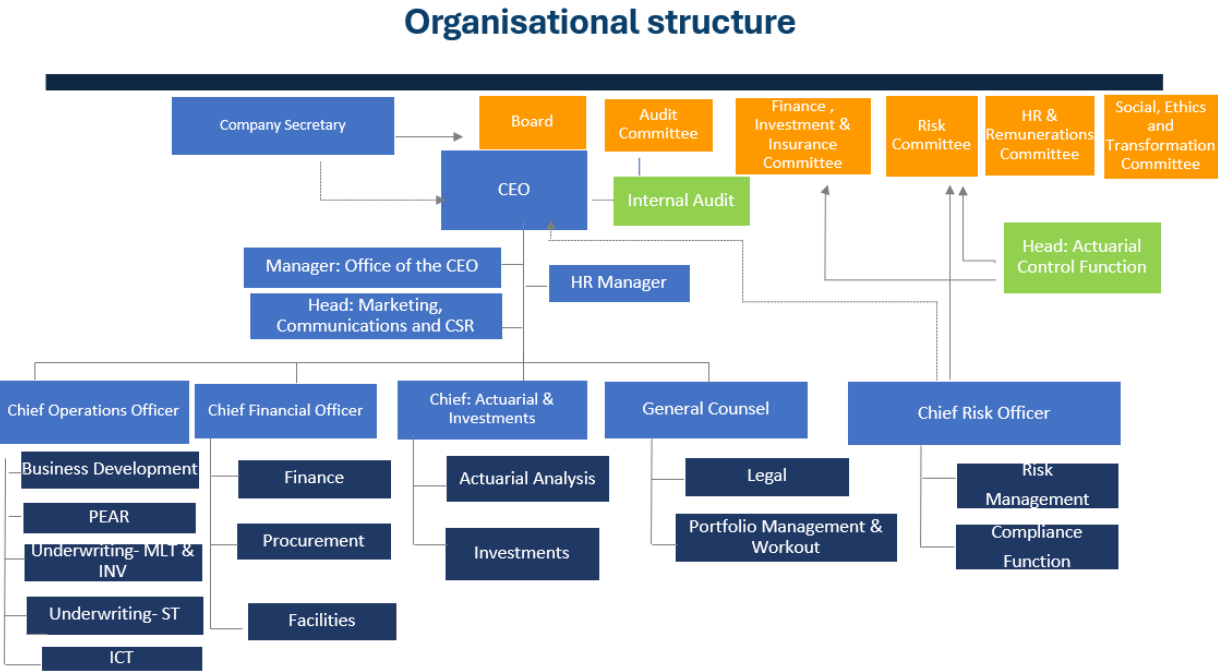 Organisational structure
Company Secretary
Board
Audit
Committee
Finance ,
Investment &
Insurance
Committee
Risk
Committee
HR &
Remunerations
Committee
Social, Ethics
and
Transformation
Committee
CEO
Internal Audit
Head: Actuarial
Control Function
Manager: Office of the CEO
HR Manager
Head: Marketing,
Communications and CSR
Chief Operations Officer
Chief Financial Officer
Chief: Actuarial &
Investments
General Counsel
Chief Risk Officer
Business Development
PEAR
Underwriting- MLT &
INV
Underwriting- ST
ICT
Finance
Procurement
Facilities
Actuarial Analysis
Investments
Legal
Portfolio Management &
Workout
Risk
Management
Compliance
Function